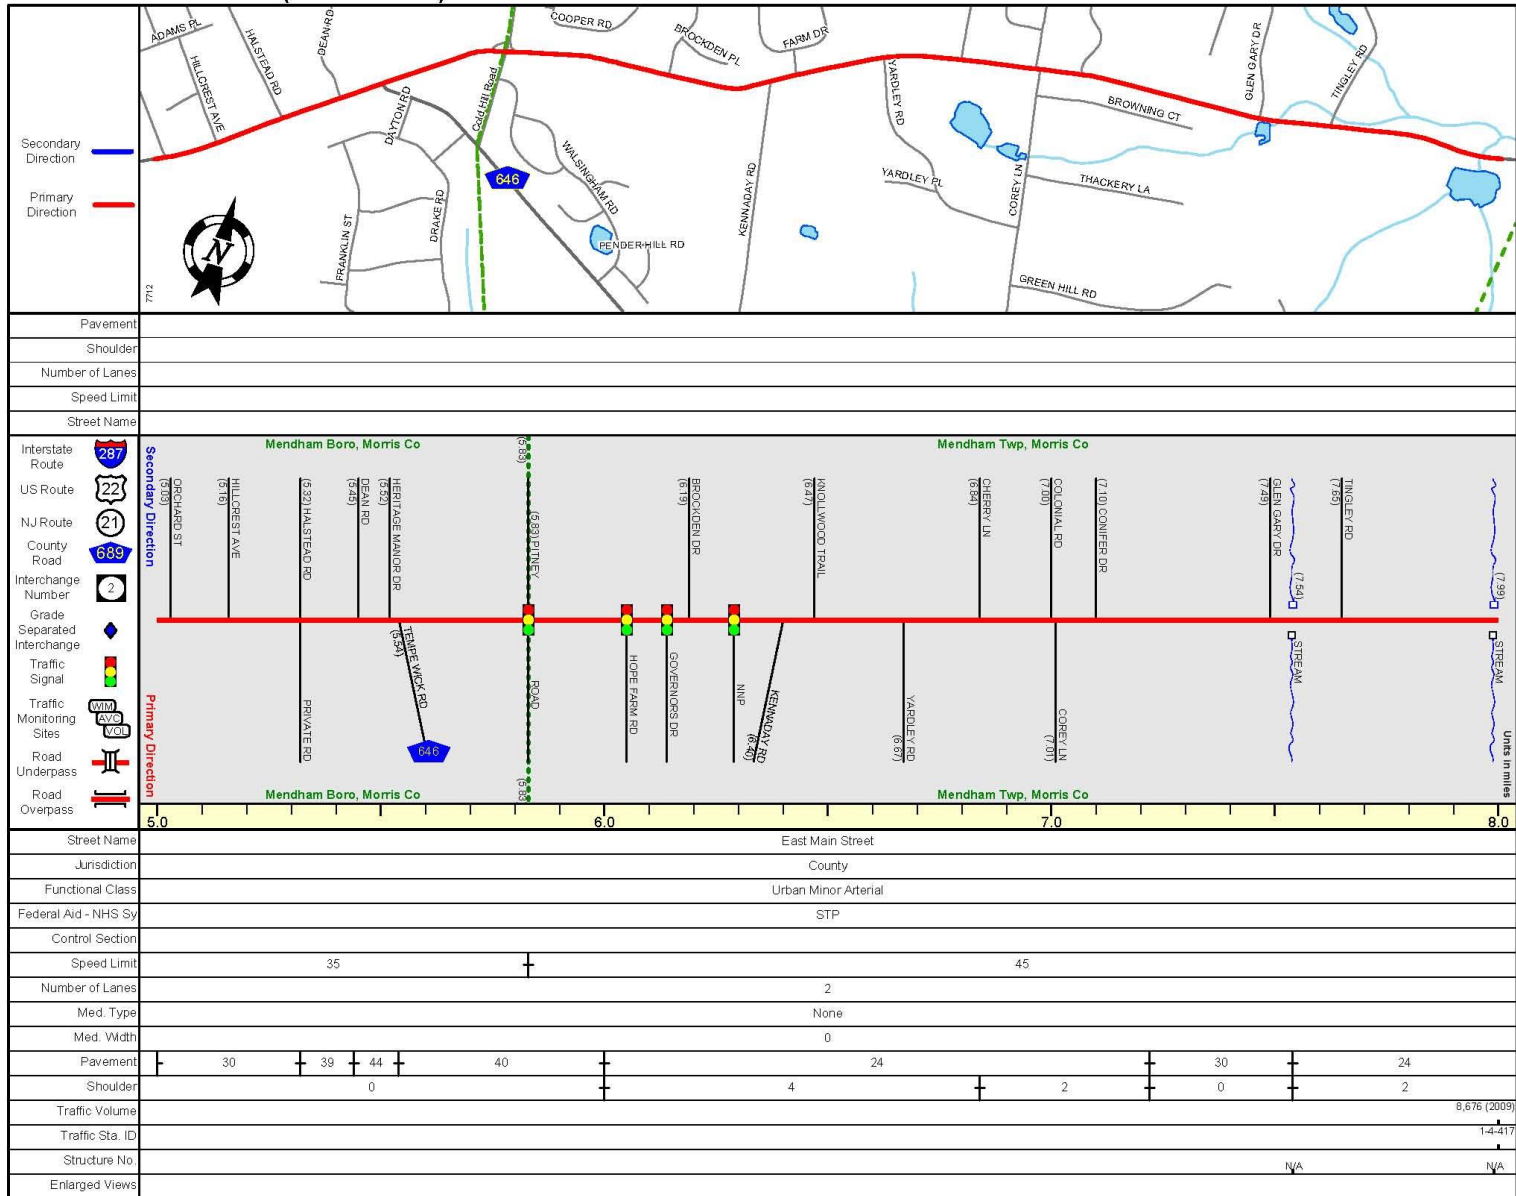 COOPER RD
ADAMS PL
HALSTEAD RD
DEAN RD
BROCKDEN PL
FARM DR
GLEN GARY DR
TINGLEY RD
HILLCREST AVE
Cold Hill Road
DAYTON RD
YARDLEY RD
BROWNING CT
Secondary
Direction
646
WALSINGHAM RD
YARDLEY PL
COREY LN
THACKERY LA
Primary
Direction
N
FRANKLIN ST
DRAKE RD
KENNADAY RD
PENDER HILL RD
GREEN HILL RD
7712
Pavement
Shoulder
Number of Lanes
Speed Limit
Street Name
Interstate
Route
287
US Route
22
NJ Route
21
County
Road
689
Interchange
Number
2
Grade
Separated
Interchange
Traffic
Signal
Traffic
Monitoring
Sites
WIM
AVC
VOL
Road
Underpass
Road
Overpass
Secondary Direction
Primary Direction
Mendham Boro, Morris Co
(5.83)
Mendham Twp, Morris Co
ORCHARD ST
(5.03)
HILLCREST AVE
(5.16)
(5.32) HALSTEAD RD
DEAN RD
(5.45)
HERITAGE MANOR DR
(5.52)
(5.83) PITNEY
BROCKDEN DR
(6.19)
KNOLLWOOD TRAIL
(6.47)
CHERRY LN
(6.84)
COLONIAL RD
(7.00)
(7.10) CONIFER DR
GLEN GARY DR
(7.49)
(7.54)
TINGLEY RD
(7.65)
(7.99)
PRIVATE RD
TEMPE WICK RD
(5.54)
646
ROAD
HOPE FARM RD
GOVERNORS DR
NNP
KENNADAY RD
(6.40)
YARDLEY RD
(6.67)
COREY LN
(7.01)
STREAM
STREAM
Units in miles
Mendham Boro, Morris Co
(5.83
Mendham Twp, Morris Co
5.0 6.0 7.0 8.0
Street Name East Main Street
Jurisdiction County
Functional Class Urban Minor Arterial
Federal Aid - NHS Sy STP
Control Section
Speed Limit 35 45
Number of Lanes 2
Med. Type None
Med. Width 0
Pavement 30 39 44 40 24 30 24
Shoulder 0 4 2 0 2
Traffic Volume 8,676 (2009)
Traffic Sta. ID 1-4-417
Structure No. N/A N/A
Enlarged Views